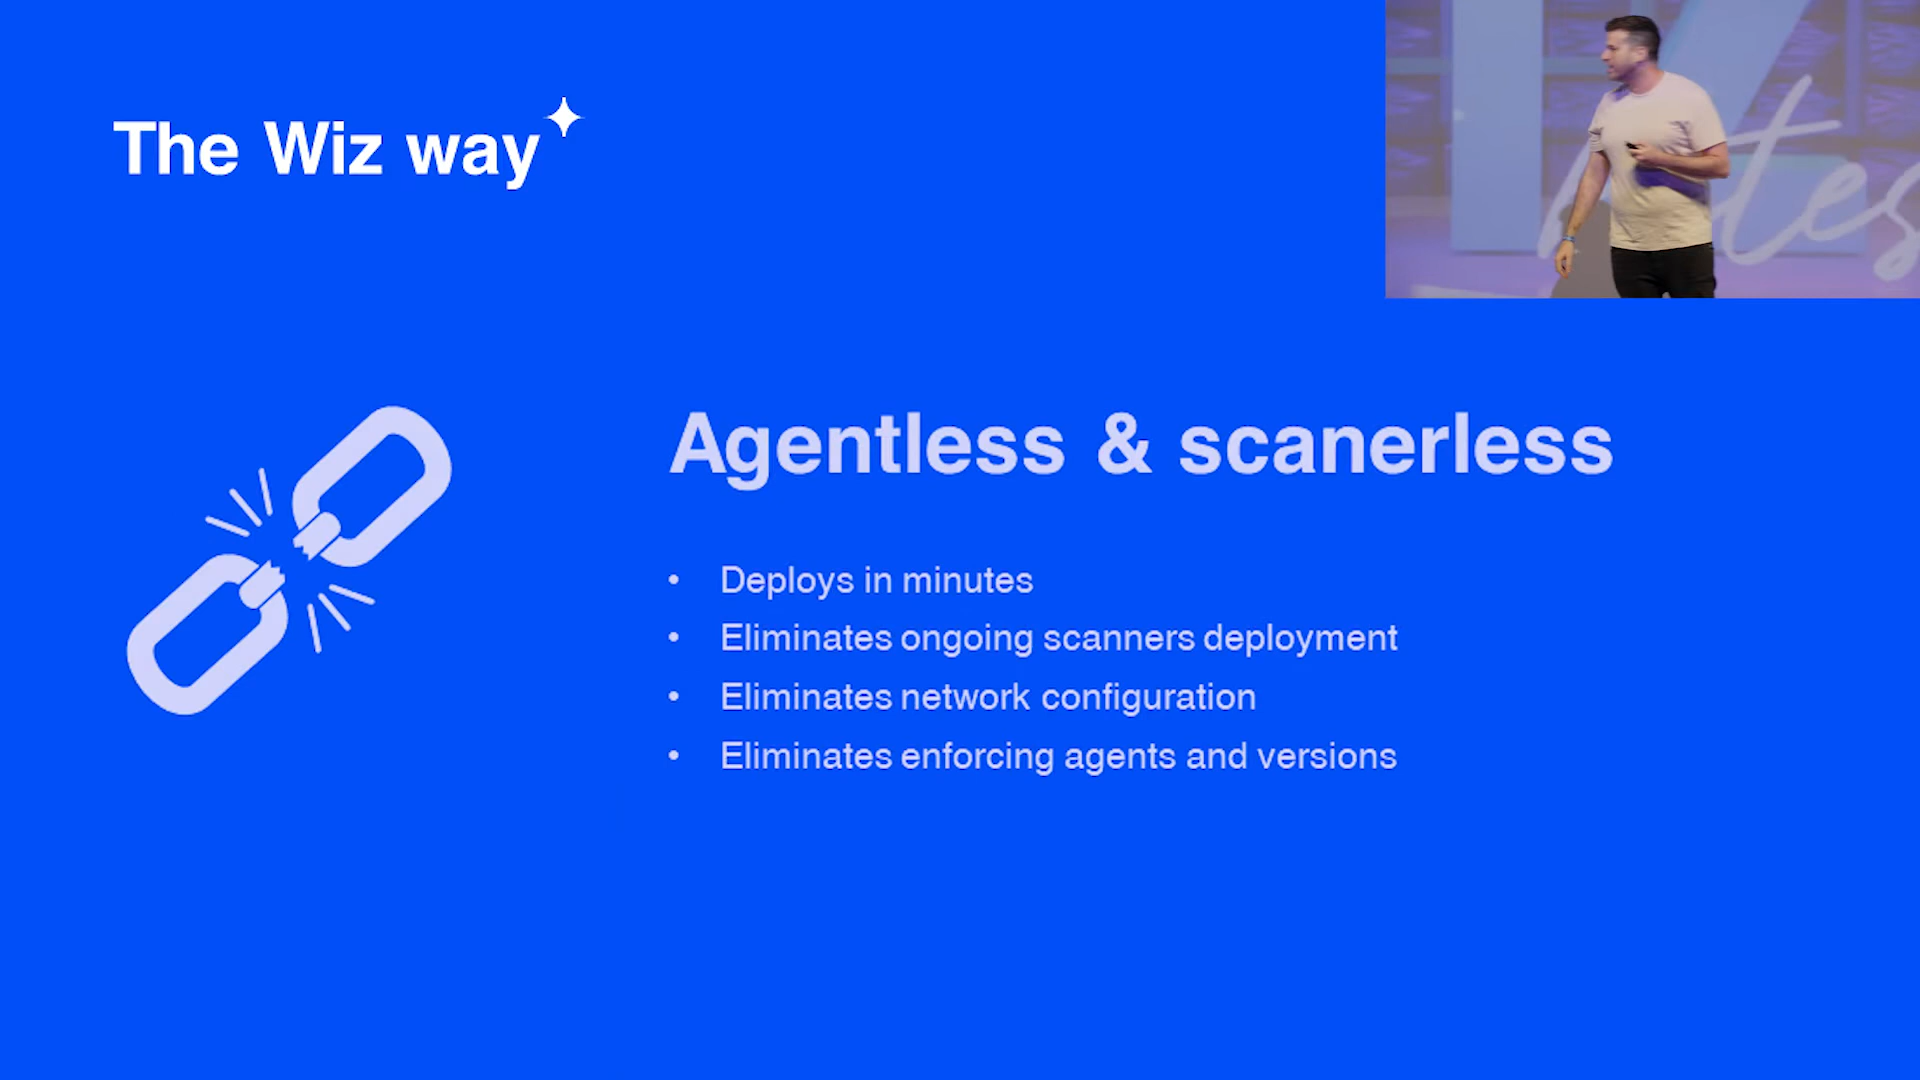 The Wiz way
Agentless & scanerless
• Deploys in minutes
• Eliminates ongoing scanners deployment
• Eliminates network configuration
• Eliminates enforcing agents and versions